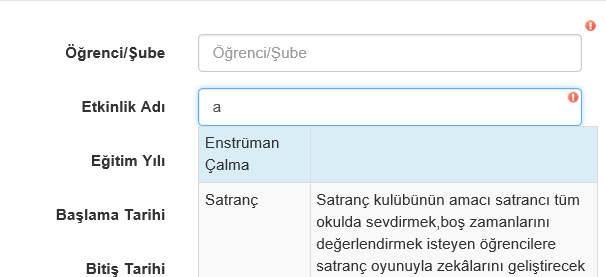 Öğrenci/Şube
Öğrenci/Şube
Etkinlik Adı
a
Eğitim Yılı
Enstrüman
Çalma
Başlama Tarihi
Satranç
Satranç kulübünün amacı satrancı tüm
okulda sevdirmek,boş zamanlarını
değerlendirmek isteyen öğrencilere
satranç oyunuyla zekâlarını geliştirecek
Bitiş Tarihi